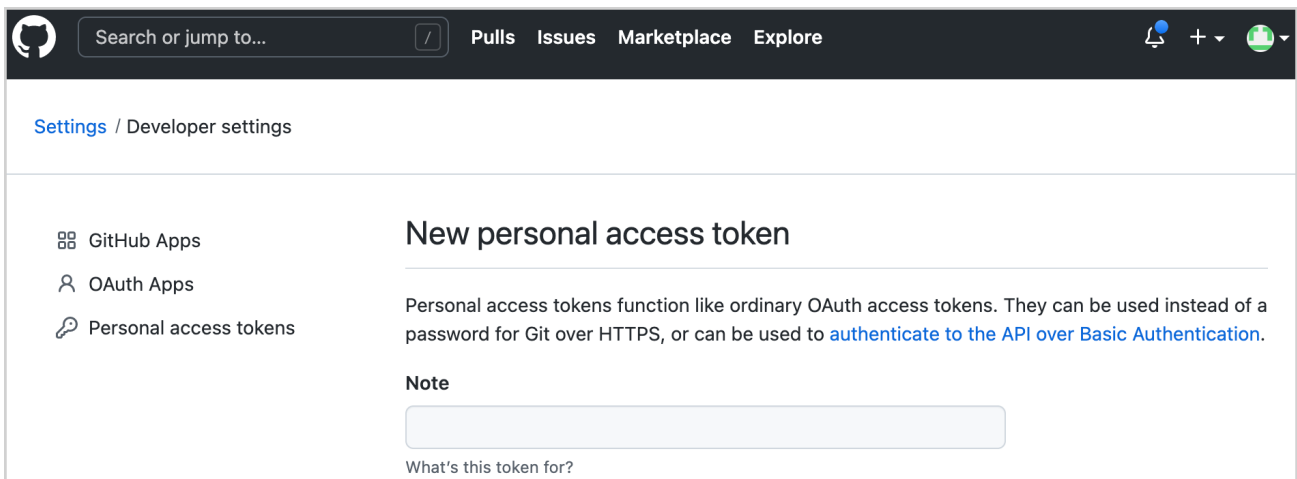 Search or jump to... / Pulls Issues Marketplace Explore
Settings / Developer settings
GitHub Apps
OAuth Apps
Personal access tokens
New personal access token
Personal access tokens function like ordinary OAuth access tokens. They can be used instead of a
password for Git over HTTPS, or can be used to authenticate to the API over Basic Authentication.
Note
What's this token for?